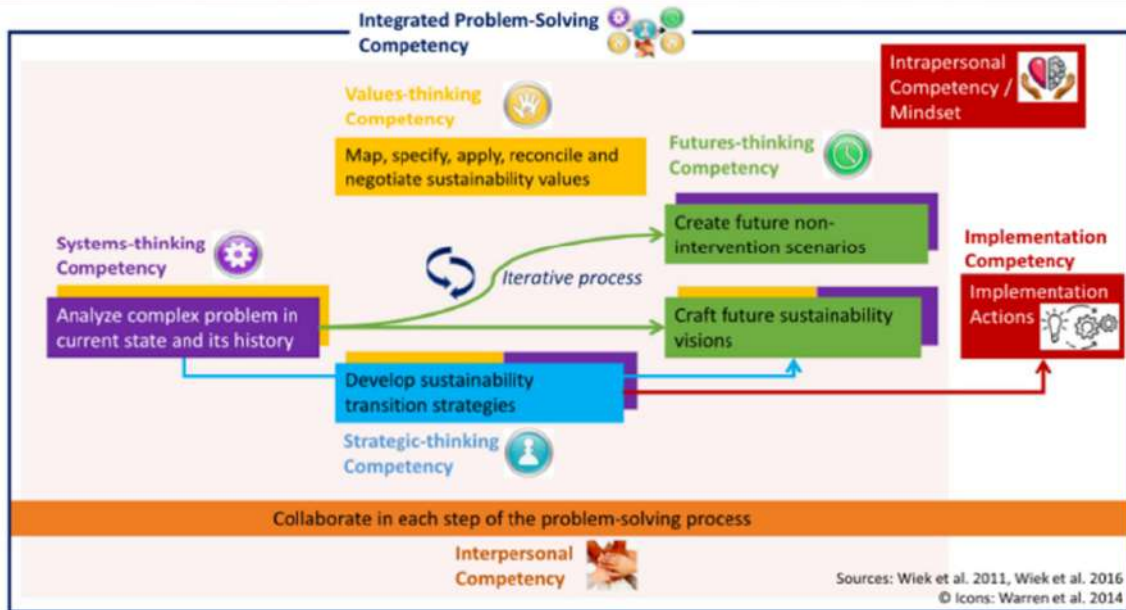 Integrated Problem-Solving
Competency
Intrapersonal
Competency /
Mindset
Values-thinking
Competency
Map, specify, apply, reconcile and
negotiate sustainability values
Futures-thinking
Competency
Create future non-
intervention scenarios
Systems-thinking
Competency
Iterative process
Implementation
Competency
Analyze complex problem in
current state and its history
Craft future sustainability
visions
Implementation
Actions
Develop sustainability
transition strategies
Strategic-thinking
Competency
Collaborate in each step of the problem-solving process
Interpersonal
Competency
Sources: Wiek et al. 2011, Wiek et al. 2016
© Icons: Warren et al. 2014